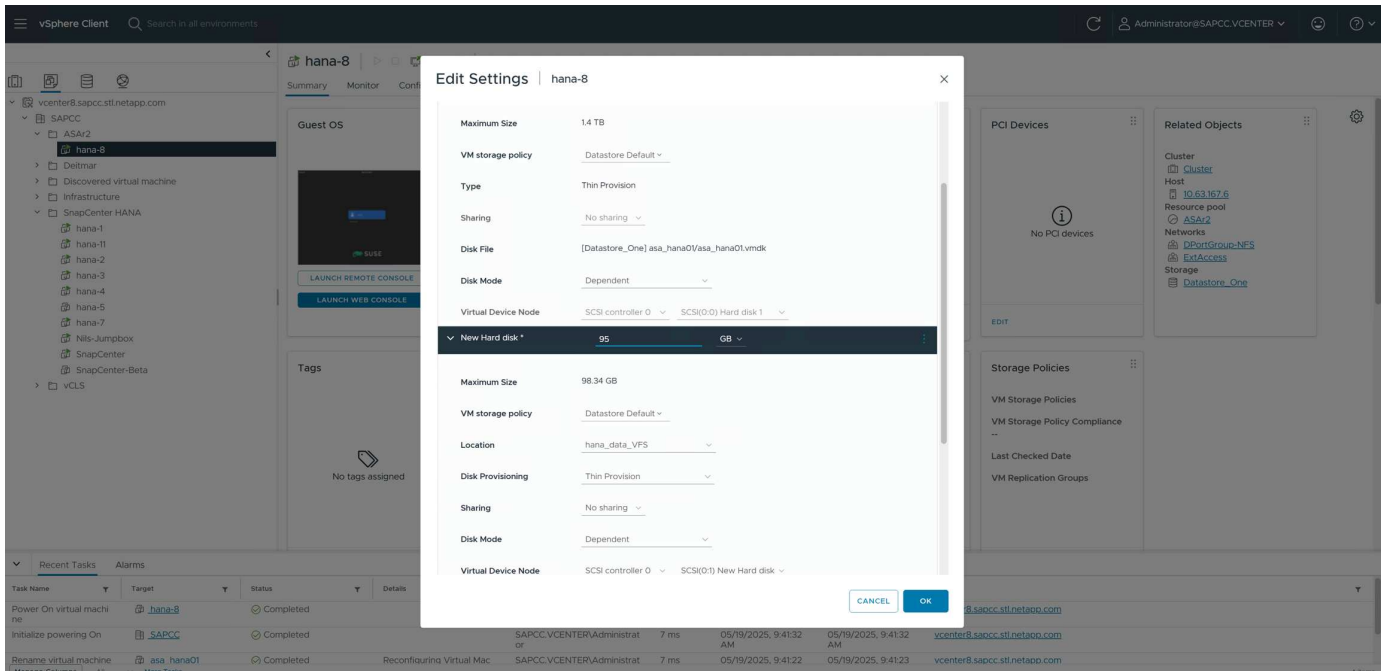 vSphere Client
Search in all environments
Administrator@SAPCC.VCENTER
vcenter8.sapcc.stl.netapp.com
SAPCC
ASAr2
hana-8
Deitmar
Discovered virtual machine
Infrastructure
SnapCenter HANA
hana-1
hana-11
hana-2
hana-3
hana-4
hana-5
hana-7
Nils-Jumpbox
SnapCenter
SnapCenter-Beta
vCLS
hana-8
Summary Monitor
Guest OS
SUSE
LAUNCH REMOTE CONSOLE
LAUNCH WEB CONSOLE
Tags
No tags assigned
Edit Settings hana-8
Maximum Size 1.4 TB
VM storage policy Datastore Default
Type Thin Provision
Sharing No sharing
Disk File [Datastore_One] asa_hana01/asa_hana01.vmdk
Disk Mode Dependent
Virtual Device Node SCSI controller 0 SCSI(0:0) Hard disk 1
New Hard disk * 95 GB
Maximum Size 98.34 GB
VM storage policy Datastore Default
Location hana_data_VFS
Disk Provisioning Thin Provision
Sharing No sharing
Disk Mode Dependent
Virtual Device Node SCSI controller 0 SCSI(0:1) New Hard disk
CANCEL OK
PCI Devices
No PCI devices
EDIT
Related Objects
Cluster
Cluster
Host
10.63.167.6
Resource pool
ASAr2
Networks
DPortGroup-NFS
ExtAccess
Storage
Datastore_One
Storage Policies
VM Storage Policies
VM Storage Policy Compliance
--
Last Checked Date
VM Replication Groups
Recent Tasks Alarms
Task Name Target Status Details
Power On virtual machi
ne
hana-8 Completed 8.sapcc.stl.netapp.com
Initialize powering On SAPCC Completed SAPCC.VCENTER\Administrat
or
7 ms 05/19/2025, 9:41:32
AM
05/19/2025, 9:41:32
AM
vcenter8.sapcc.stl.netapp.com
Rename virtual machine asa_hana01 Completed Reconfiguring Virtual Mac SAPCC.VCENTER\Administrat 7 ms 05/19/2025, 9:41:22 05/19/2025, 9:41:23 vcenter8.sapcc.stl.netapp.com